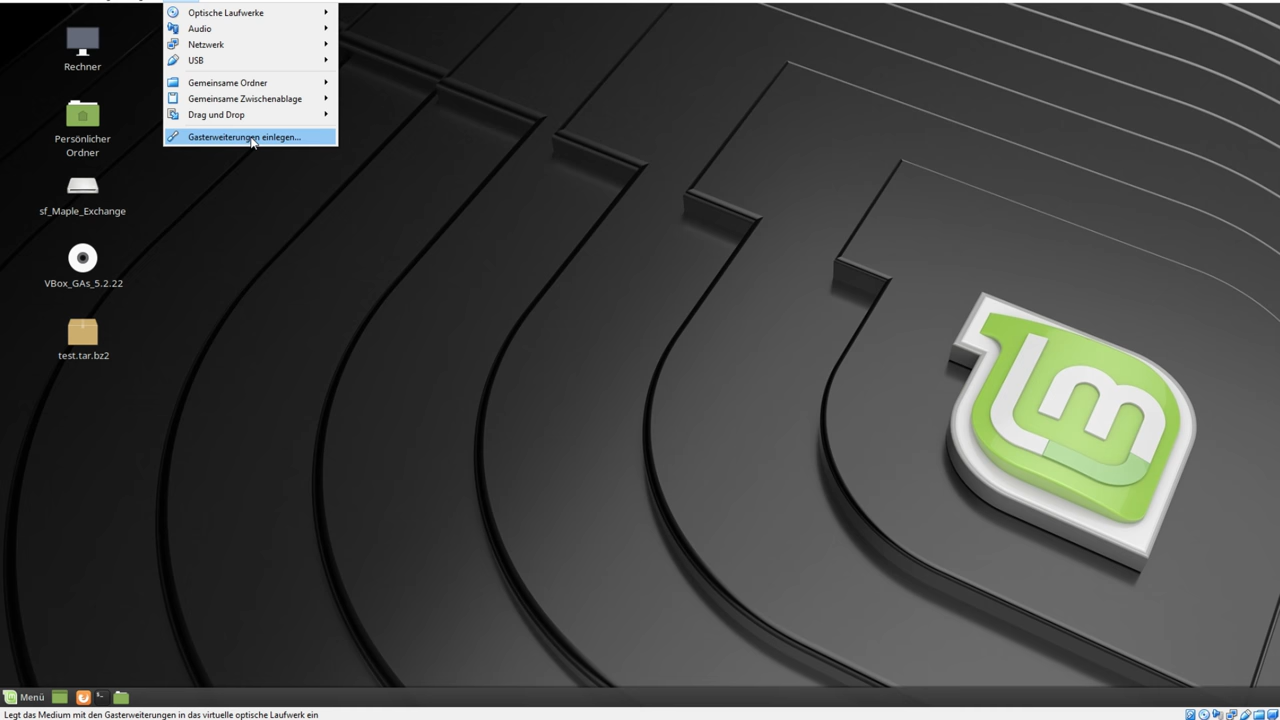 Optische Laufwerke
Audio
Netzwerk
USB
Gemeinsame Ordner
Gemeinsame Zwischenablage
Drag und Drop
Gasterweiterungen einlegen...
Rechner
Persönlicher
Ordner
sf_Maple_Exchange
VBox_GAs_5.2.22
test.tar.bz2
lm
Menü
Legt das Medium mit den Gasterweiterungen in das virtuelle optische Laufwerk ein